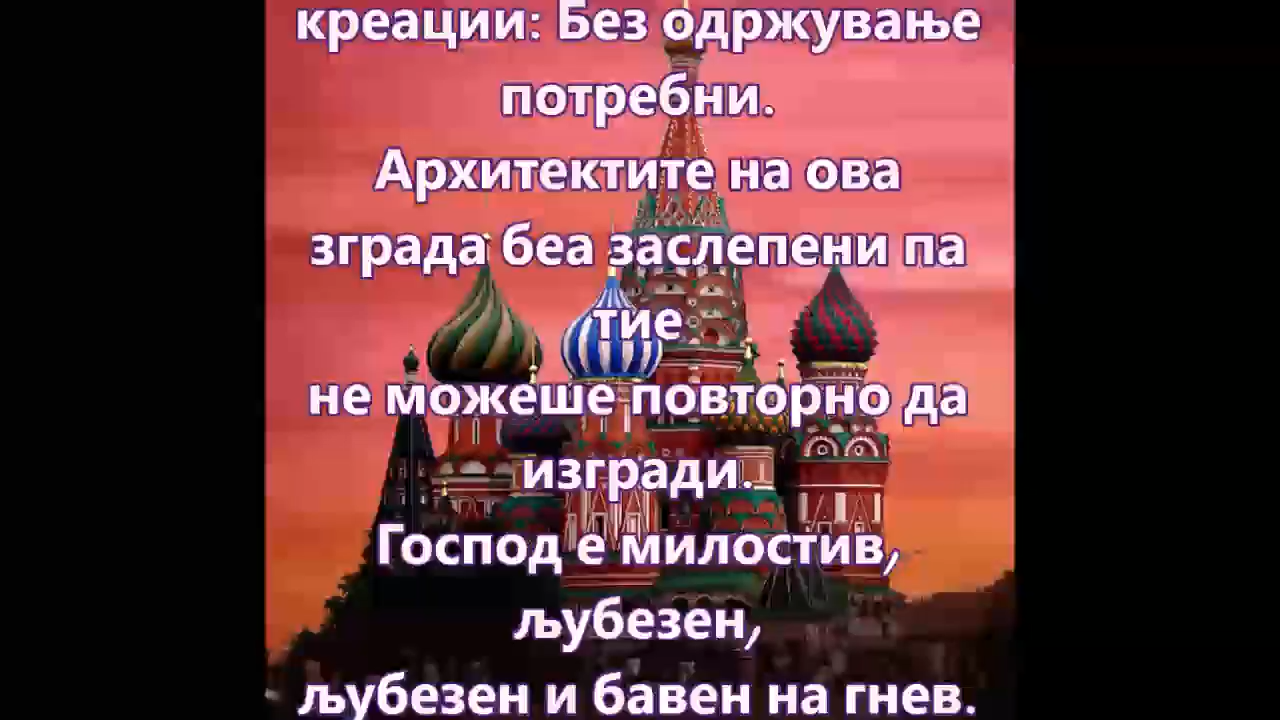 креации: Без одржување
потребни.
Архитектите на ова
зграда беа заслепени па
тие
не можеше повторно да
изгради.
Господ е милостив,
љубезен,
љубезен и бавен на гнев.